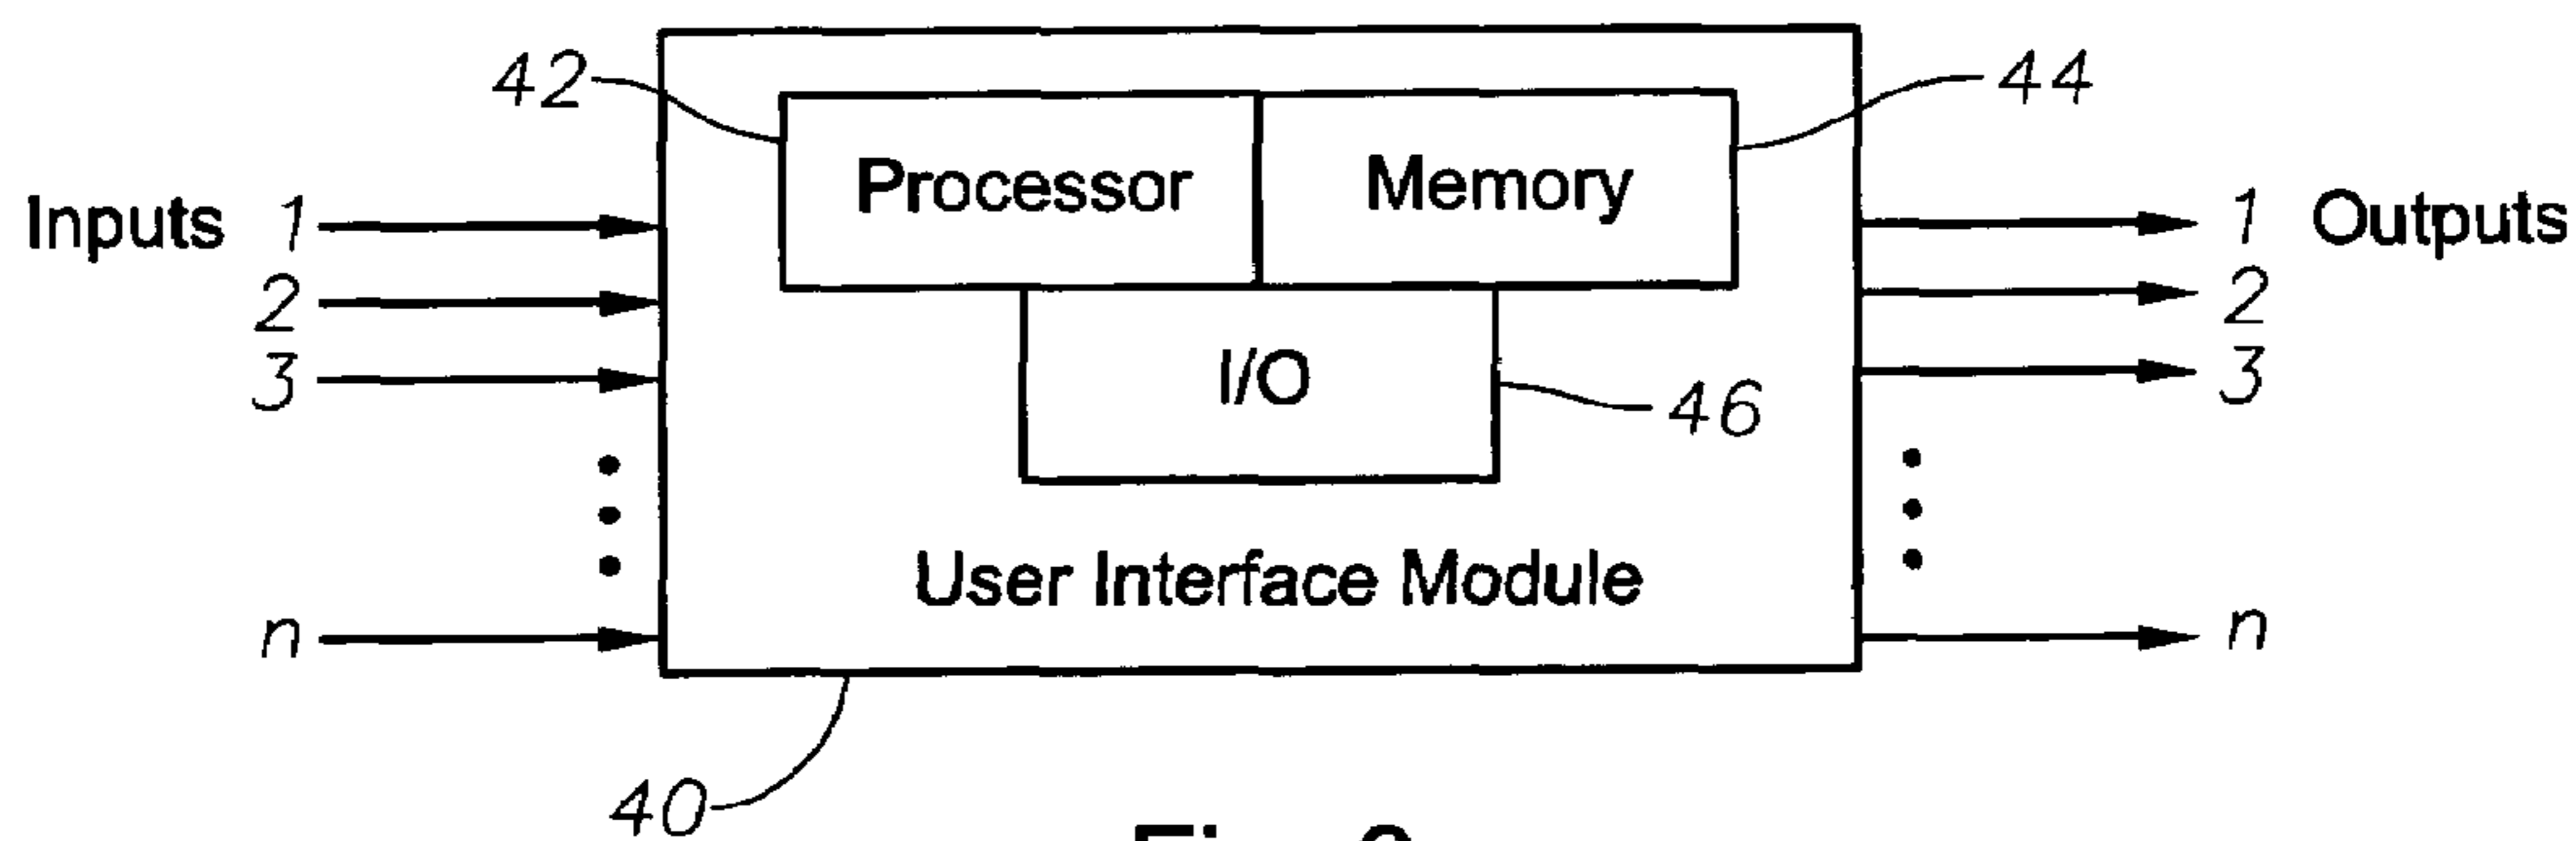 42
44
Processor
Memory
Inputs 1
1 Outputs
2
2
3
3
I/O
46
User Interface Module
n
n
40